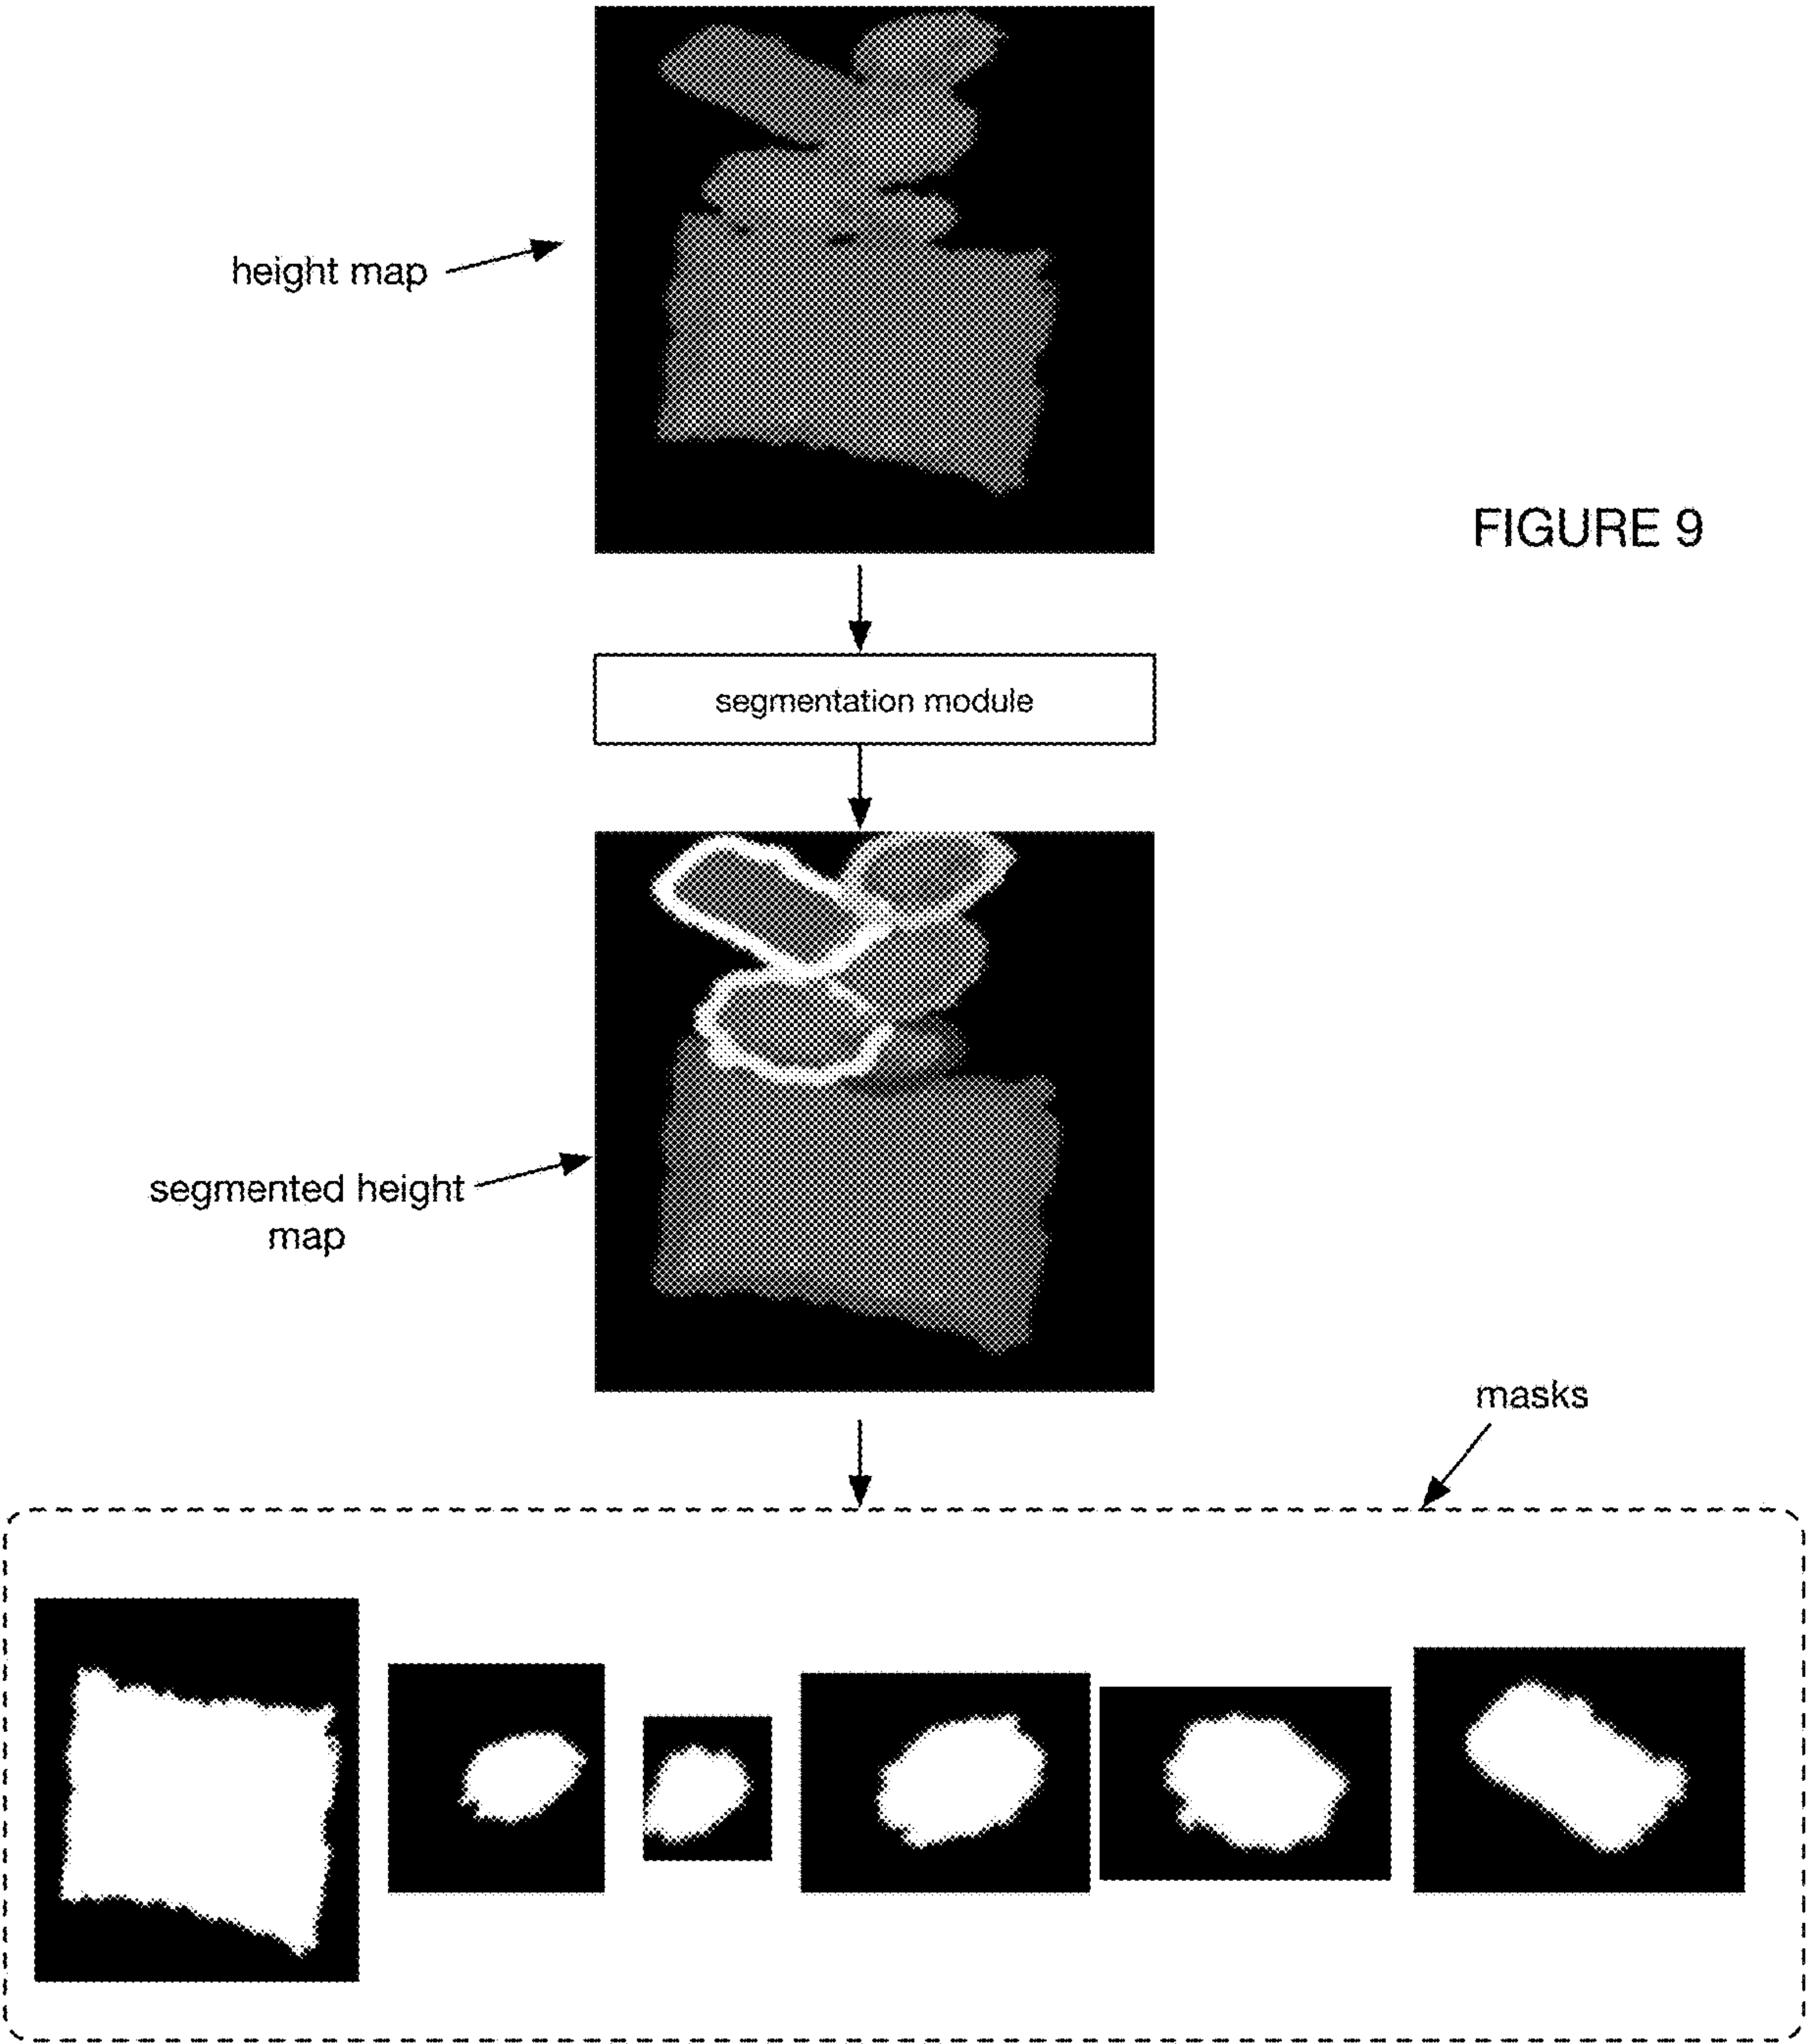 height map
FIGURE 9
segmentation module
segmented height
map
masks